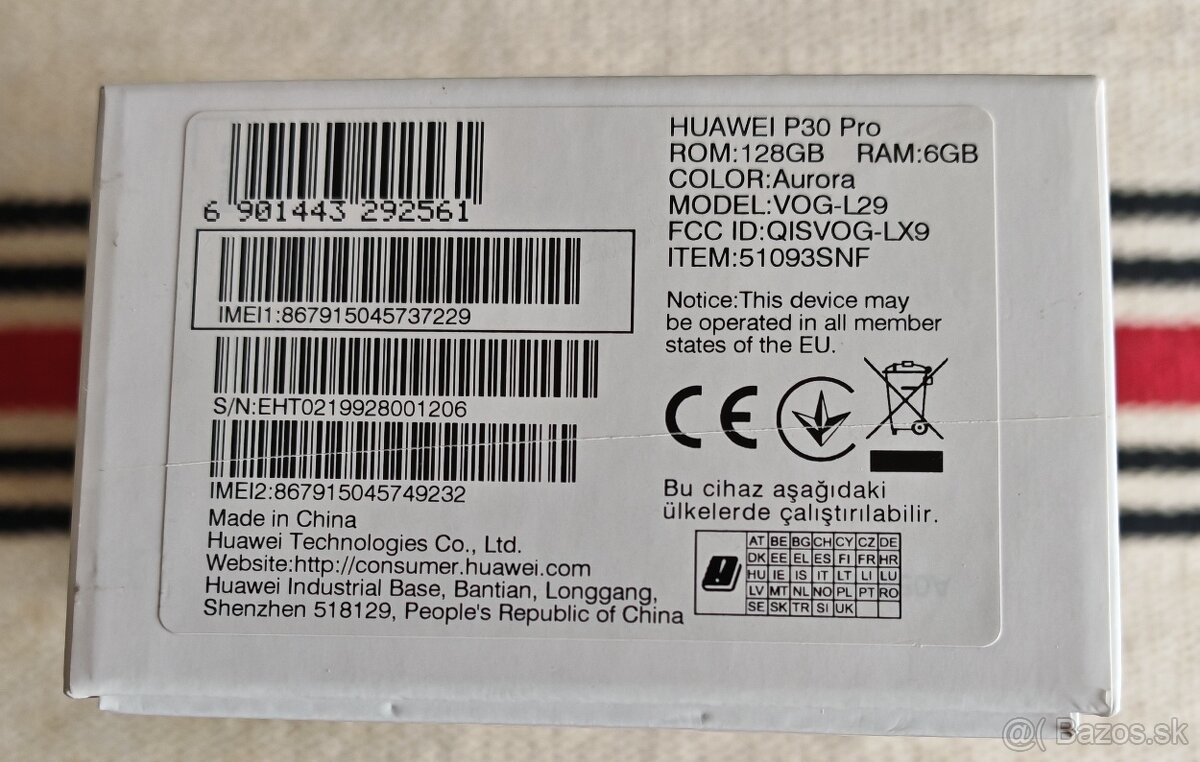 6 901443 292561
IMEI1:867915045737229
S/N:EHT0219928001206
IMEI2:867915045749232
Made in China
Huawei Technologies Co., Ltd.
Website:http://consumer.huawei.com
Huawei Industrial Base, Bantian, Longgang,
Shenzhen 518129, People's Republic of China
HUAWEI P30 Pro
ROM:128GB RAM:6GB
COLOR:Aurora
MODEL:VOG-L29
FCC ID:QISVOG-LX9
ITEM:51093SNF
Notice:This device may
be operated in all member
states of the EU.
CE
Bu cihaz aşağıdaki
ülkelerde çalıştırılabilir.
AT BE BG CH CY CZ DE
DK EE EL ES FI FR HR
HU IE IS IT LT LI LU
LV MT NL NO PL PT RO
SE SK TR SI UK
@( Bazos.sk